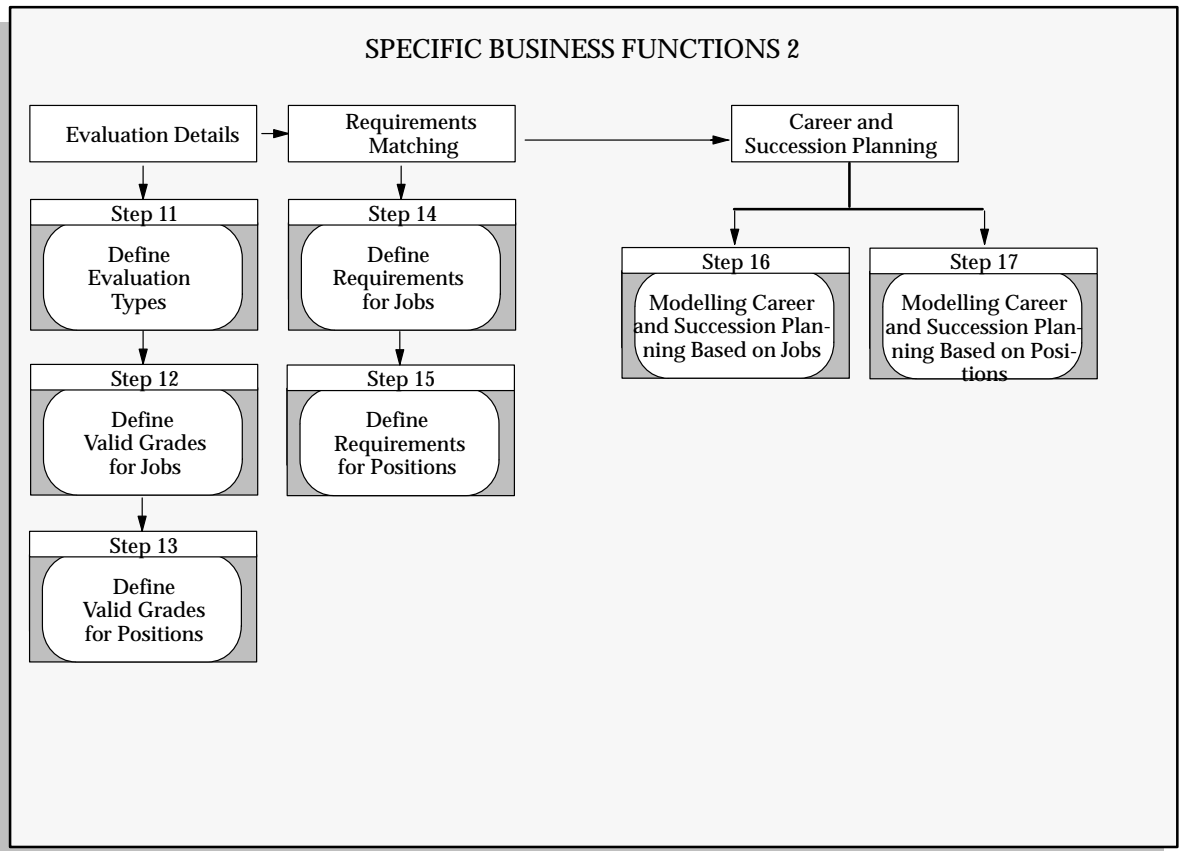 SPECIFIC BUSINESS FUNCTIONS 2
Evaluation Details
Requirements
Matching
Career and
Succession Planning
Step 11
Define
Evaluation
Types
Step 14
Define
Requirements
for Jobs
Step 16
Modelling Career
and Succession Plan-
ning Based on Jobs
Step 17
Modelling Career
and Succession Plan-
ning Based on Posi-
tions
Step 12
Define
Valid Grades
for Jobs
Step 15
Define
Requirements
for Positions
Step 13
Define
Valid Grades
for Positions